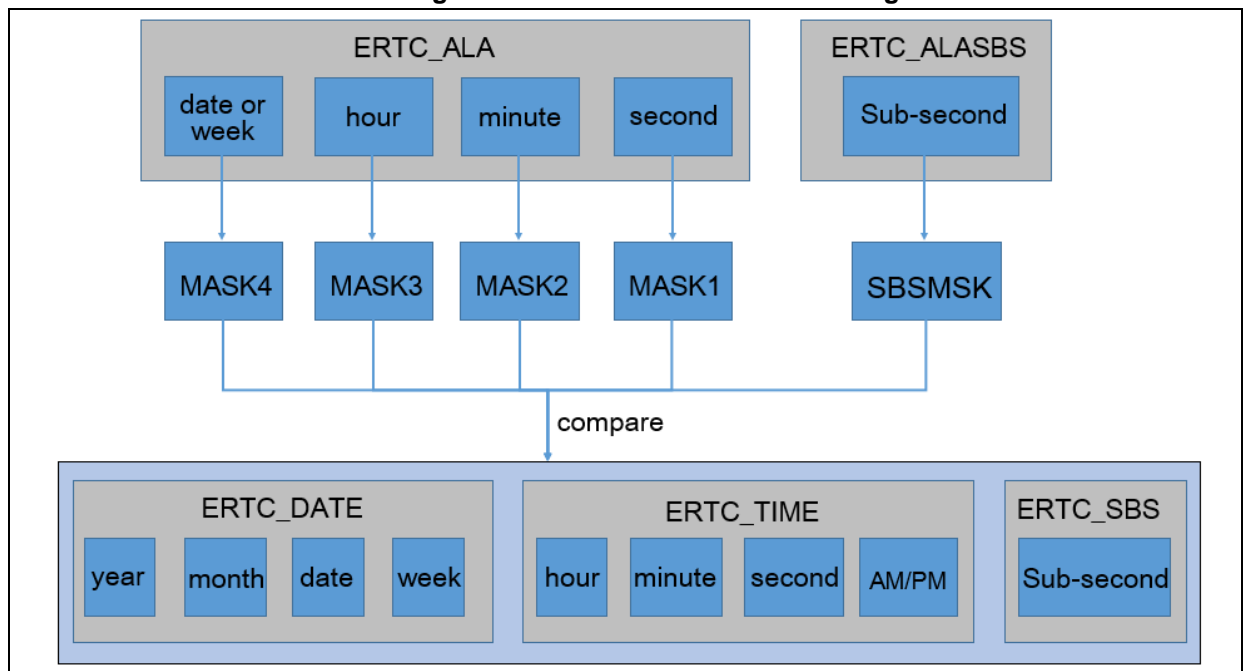 ERTC_ALA
ERTC_ALASBS
date or
week
hour
minute
second
Sub-second
MASK4
MASK3
MASK2
MASK1
SBSMSK
compare
ERTC_DATE
ERTC_TIME
ERTC_SBS
year
month
date
week
hour
minute
second
AM/PM
Sub-second